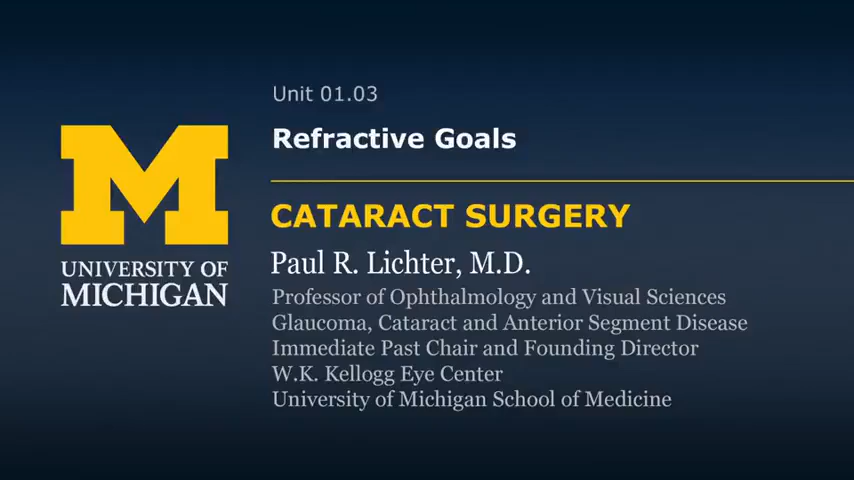 Unit 01.03
Refractive Goals
CATARACT SURGERY
Paul R. Lichter, M.D.
Professor of Ophthalmology and Visual Sciences
Glaucoma, Cataract and Anterior Segment Disease
Immediate Past Chair and Founding Director
W.K. Kellogg Eye Center
University of Michigan School of Medicine
M
UNIVERSITY OF
MICHIGAN